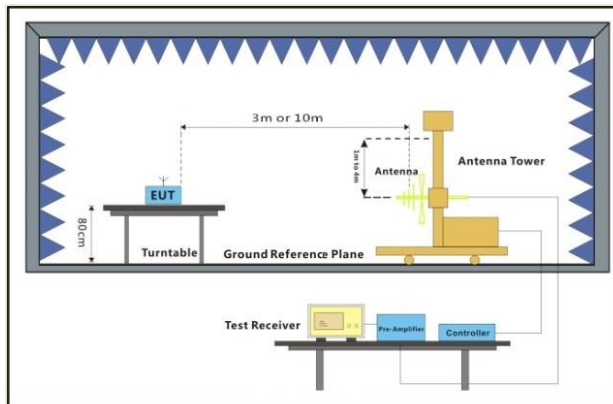 3m or 10m
1m to 4m
Antenna
Antenna Tower
EUT
80cm
Turntable
Ground Reference Plane
Test Receiver
Pre-Amplifier
Controller